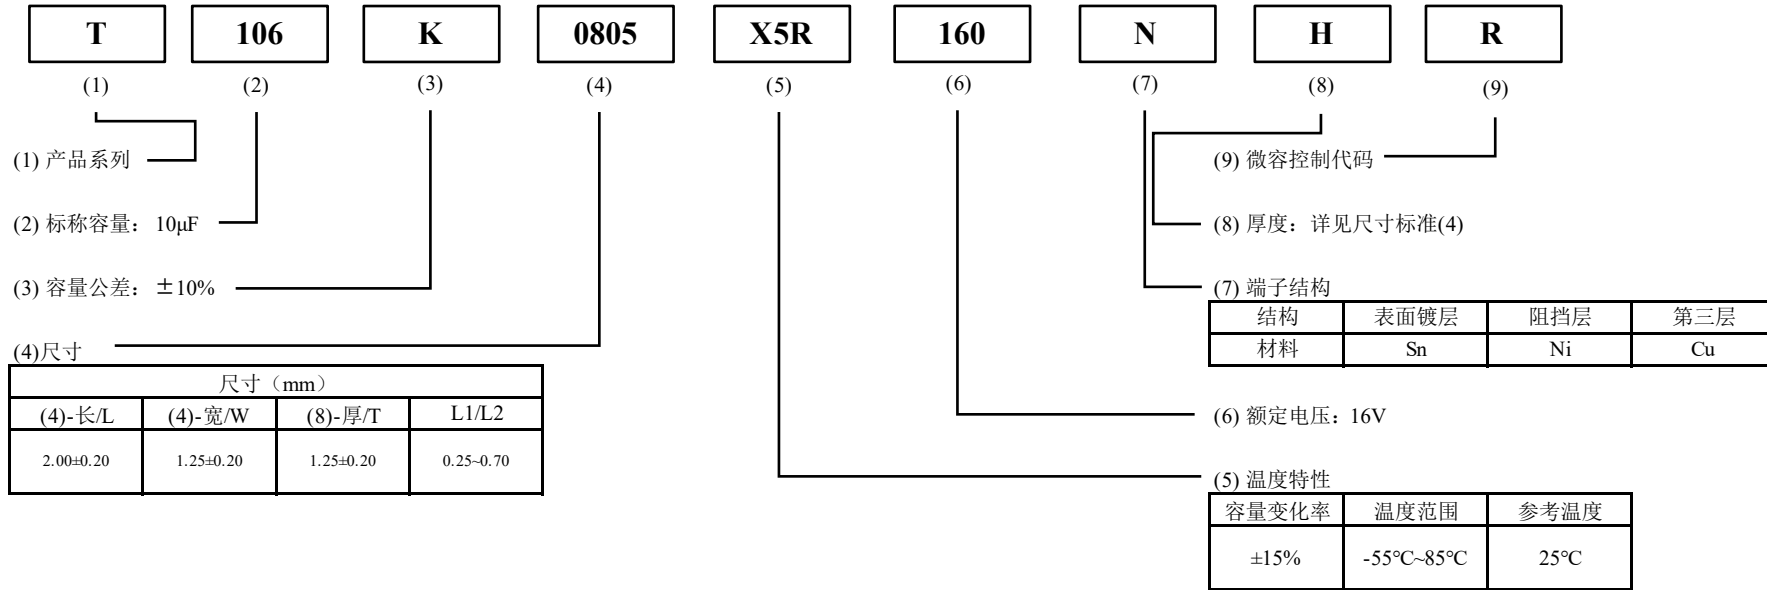 T 106 K 0805 X5R 160 N H R
(1) (2) (3) (4) (5) (6) (7) (8) (9)
(1) 产品系列
(2) 标称容量： 10μF
(3) 容量公差： ±10%
(4)尺寸
尺寸（mm）
(4)-长/L (4)-宽/W (8)-厚/T L1/L2
2.00±0.20 1.25±0.20 1.25±0.20 0.25~0.70
(9) 微容控制代码
(8) 厚度：详见尺寸标准(4)
(7) 端子结构
结构 表面镀层 阻挡层 第三层
材料 Sn Ni Cu
(6) 额定电压：16V
(5) 温度特性
容量变化率 温度范围 参考温度
±15% -55℃~85℃ 25℃